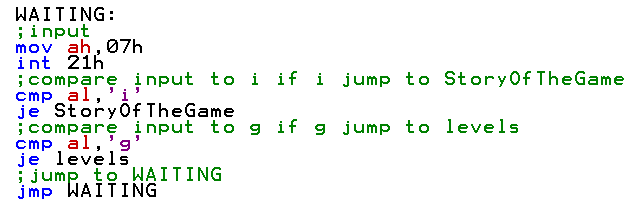 WAITING:
;input
mov ah,07h
int 21h
;compare input to i if i jump to StoryOfTheGame
cmp al,'i'
je StoryOfTheGame
;compare input to g if g jump to levels
cmp al,'g'
je levels
;jump to WAITING
jmp WAITING